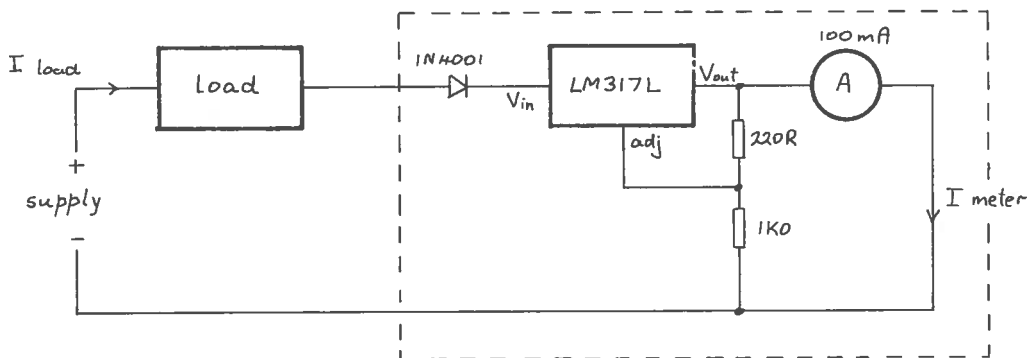 I load
+
supply
-
load
1N4001
Vin
LM317L
adj
Vout
220R
1K0
100mA
A
I meter